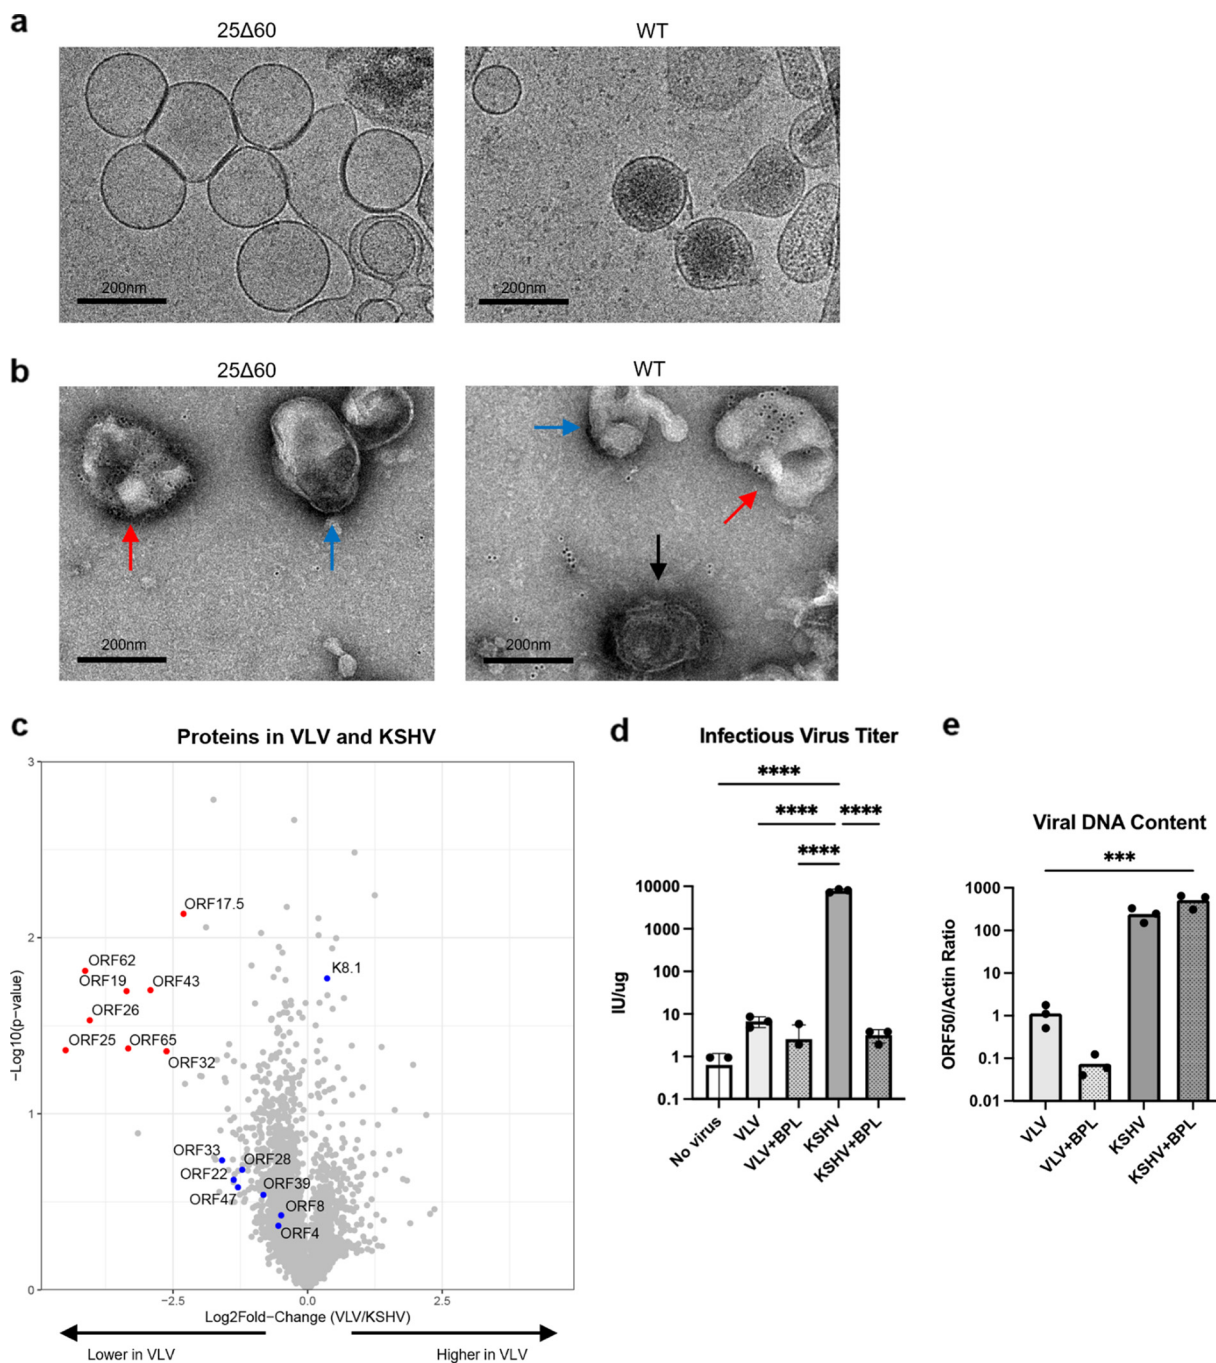 a
25Δ60
WT
200nm
200nm
b
25Δ60
WT
200nm
200nm
c
Proteins in VLV and KSHV
3
2
1
0
−Log10(p−value)
ORF17.5
ORF62
ORF19
ORF43
K8.1
ORF26
ORF25
ORF65
ORF32
ORF33
ORF28
ORF22
ORF39
ORF47
ORF8
ORF4
−2.5
0.0
2.5
Log2Fold−Change (VLV/KSHV)
Lower in VLV
Higher in VLV
d
Infectious Virus Titer
****
**** ****
****
IU/ug
10000
1000
100
10
1
0.1
No virus
VLV
VLV+BPL
KSHV
KSHV+BPL
e
Viral DNA Content
***
ORF50/Actin Ratio
1000
100
10
1
0.1
0.01
VLV
VLV+BPL
KSHV
KSHV+BPL